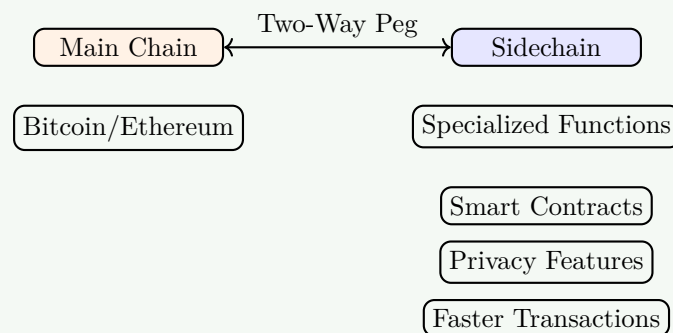 Two-Way Peg
Main Chain
Sidechain
Bitcoin/Ethereum
Specialized Functions
Smart Contracts
Privacy Features
Faster Transactions